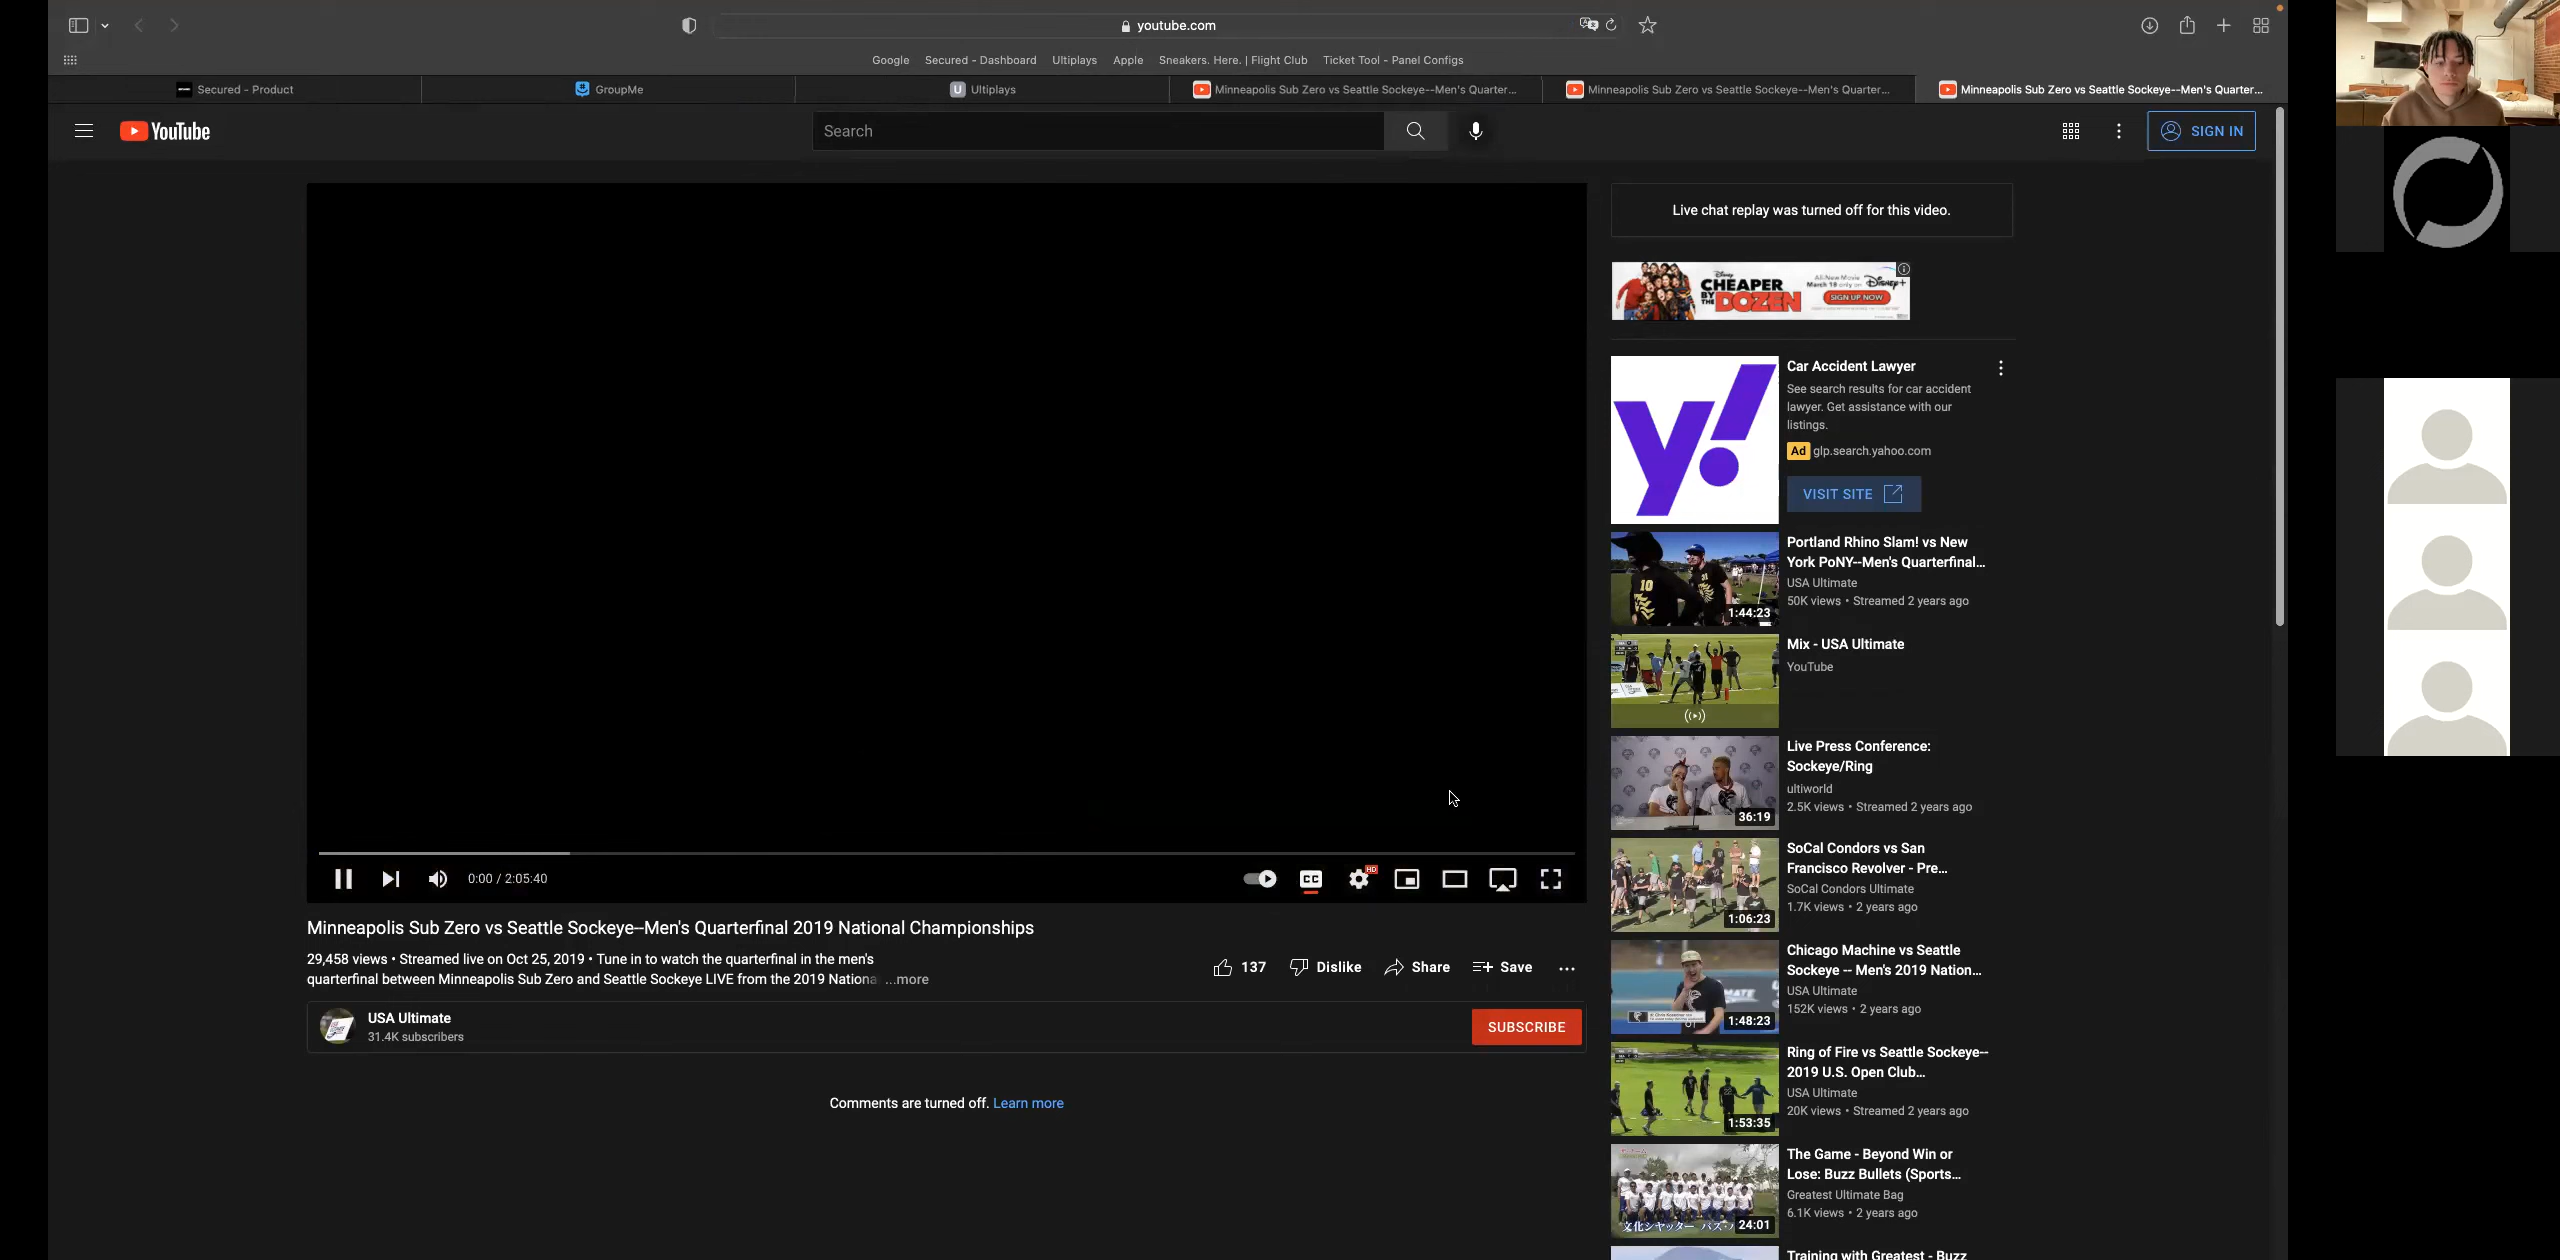 youtube.com
Google
Secured - Dashboard
Ultiplays
Apple
Sneakers. Here. | Flight Club
Ticket Tool - Panel Configs
Secured - Product
GroupMe
U
Ultiplays
Minneapolis Sub Zero vs Seattle Sockeye--Men's Quarter...
Minneapolis Sub Zero vs Seattle Sockeye--Men's Quarter...
Minneapolis Sub Zero vs Seattle Sockeye--Men's Quarter...
YouTube
Search
SIGN IN
0:00 / 2:05:40
CC
HD
Minneapolis Sub Zero vs Seattle Sockeye--Men's Quarterfinal 2019 National Championships
29,458 views • Streamed live on Oct 25, 2019 • Tune in to watch the quarterfinal in the men's
quarterfinal between Minneapolis Sub Zero and Seattle Sockeye LIVE from the 2019 Nationa ...more
137
Dislike
Share
Save
USA Ultimate
31.4K subscribers
SUBSCRIBE
Comments are turned off. Learn more
Live chat replay was turned off for this video.
Disney
CHEAPER
BY THE DOZEN
All-New Movie
March 18 only on Disney+
SIGN UP NOW
y!
Car Accident Lawyer
See search results for car accident
lawyer. Get assistance with our
listings.
Ad glp.search.yahoo.com
VISIT SITE
10
1:44:23
Portland Rhino Slam! vs New
York PoNY--Men's Quarterfinal...
USA Ultimate
50K views • Streamed 2 years ago
Mix - USA Ultimate
YouTube
36:19
Live Press Conference:
Sockeye/Ring
ultiworld
2.5K views • Streamed 2 years ago
1:06:23
SoCal Condors vs San
Francisco Revolver - Pre...
SoCal Condors Ultimate
1.7K views • 2 years ago
1:48:23
Chicago Machine vs Seattle
Sockeye -- Men's 2019 Nation...
USA Ultimate
152K views • 2 years ago
1:53:35
Ring of Fire vs Seattle Sockeye--
2019 U.S. Open Club...
USA Ultimate
20K views • Streamed 2 years ago
24:01
The Game - Beyond Win or
Lose: Buzz Bullets (Sports...
Greatest Ultimate Bag
6.1K views • 2 years ago
Training with Greatest - Buzz